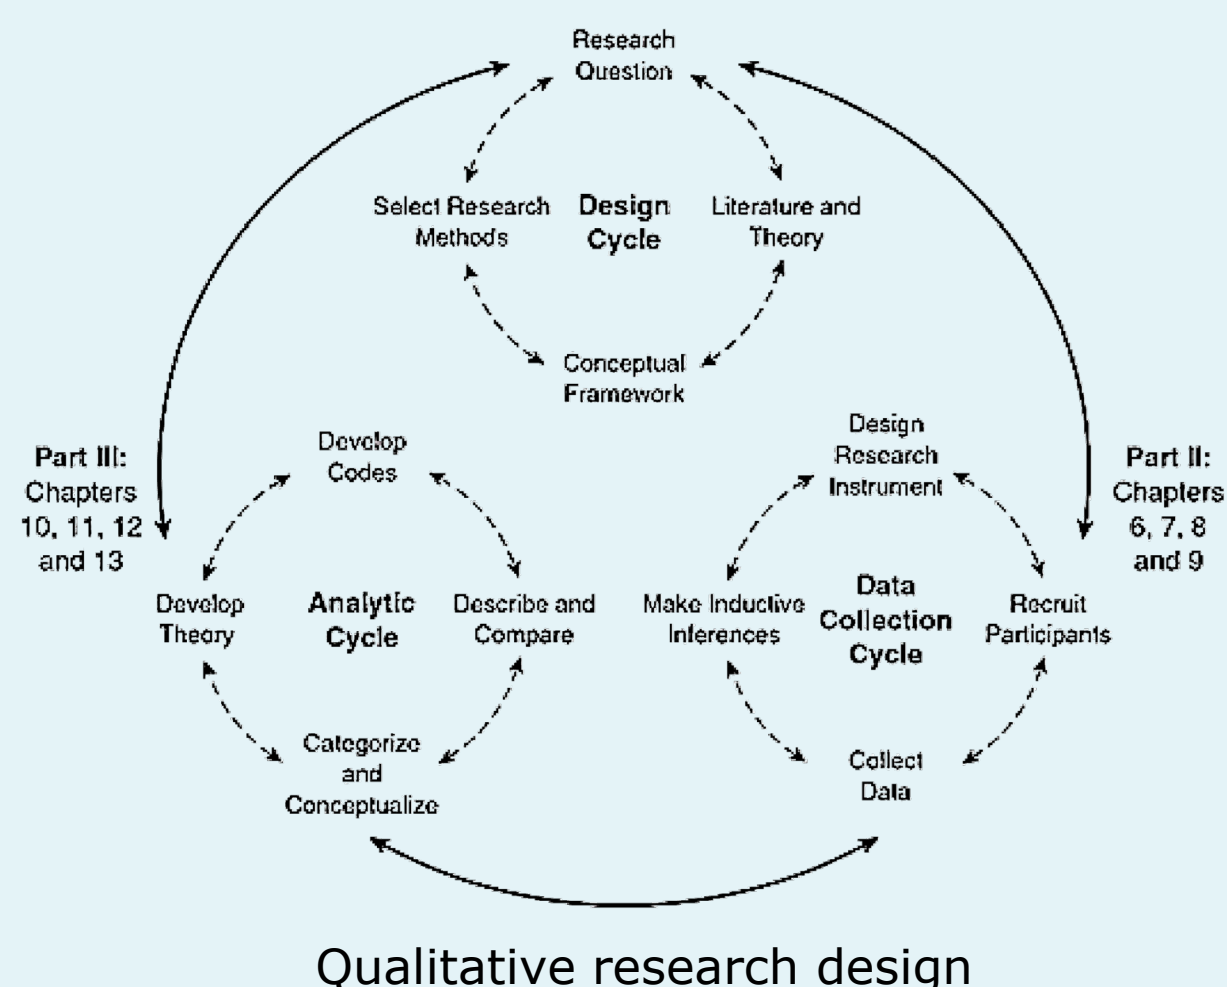 Research
Question
Select Research
Methods
Design
Cycle
Literature and
Theory
Conceptual
Framework
Part III:
Chapters
10, 11, 12
and 13
Develop
Codes
Develop
Theory
Analytic
Cycle
Describe and
Compare
Categorize
and
Conceptualize
Design
Research
Instrument
Make Inductive
Inferences
Data
Collection
Cycle
Recruit
Participants
Collect
Data
Part II:
Chapters
6, 7, 8
and 9
Qualitative research design